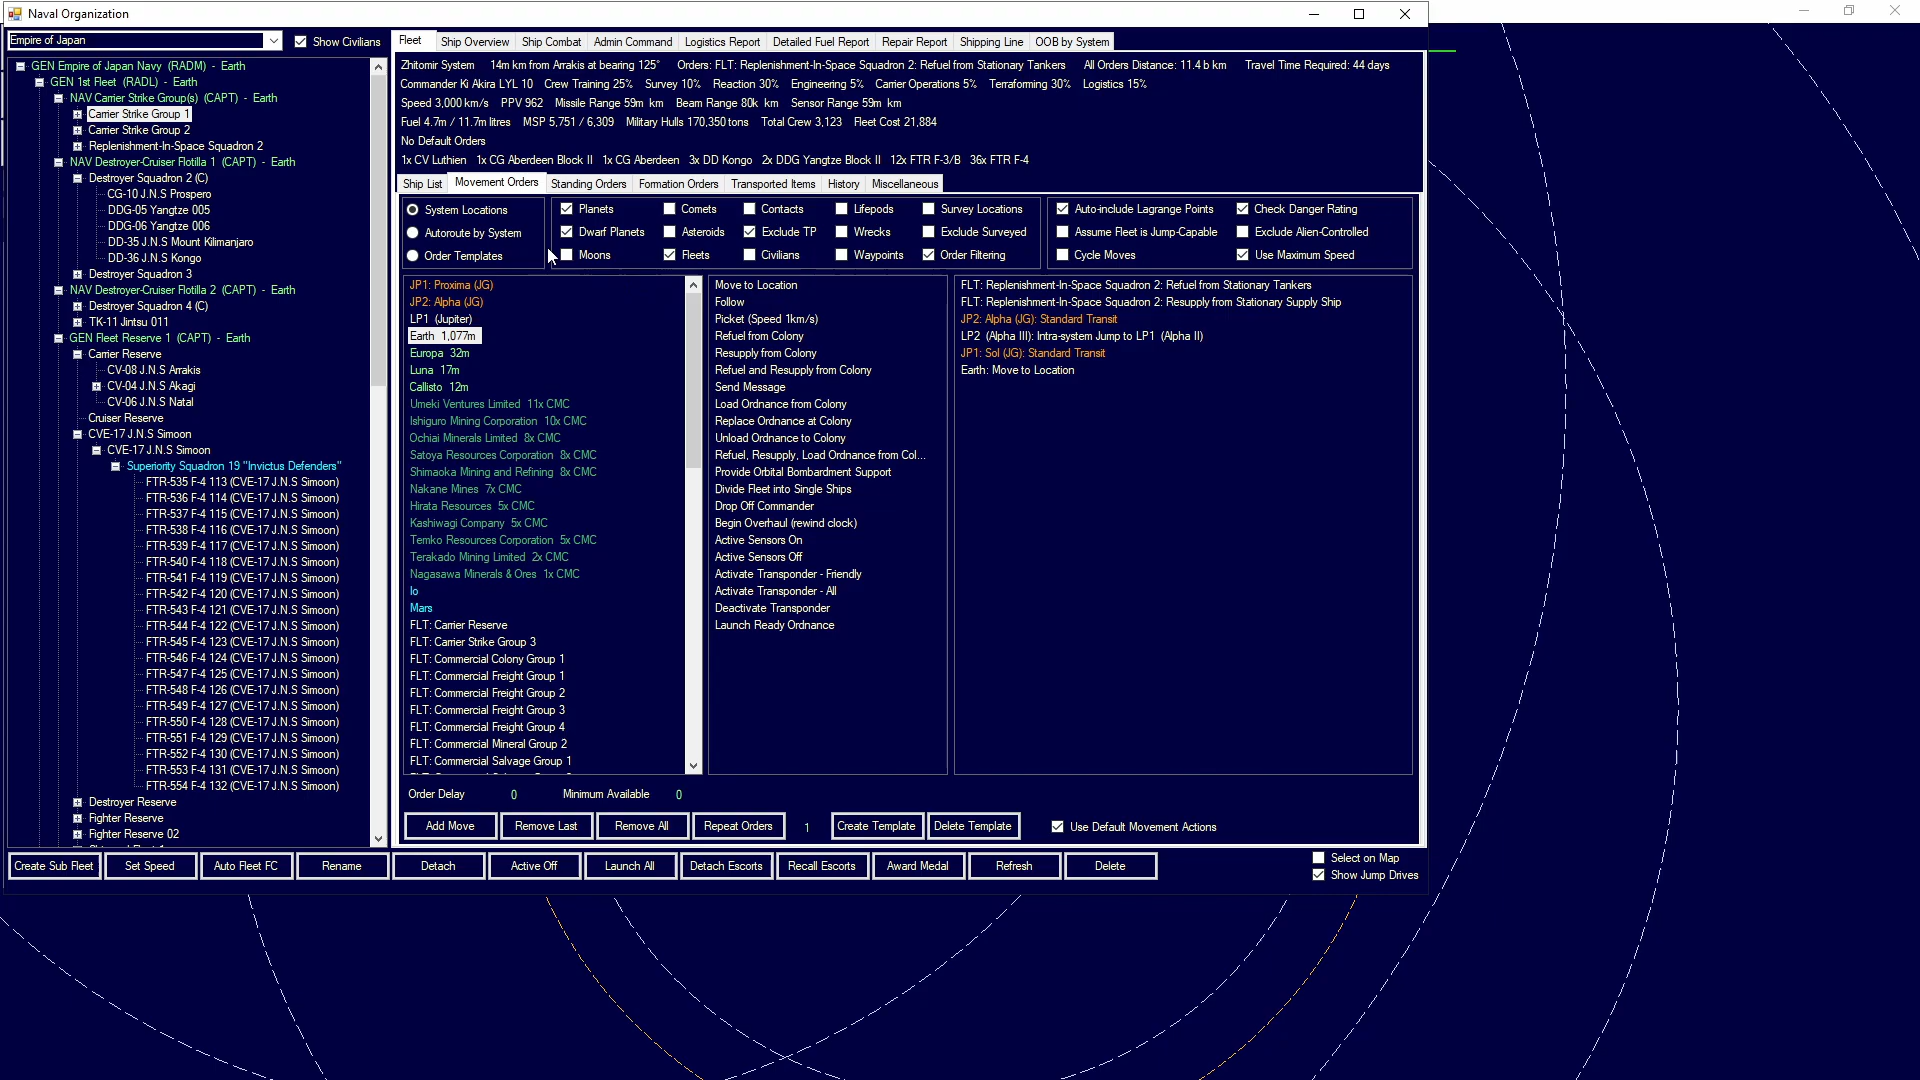 Naval Organization
Empire of Japan
Show Civilians
Fleet
Ship Overview
Ship Combat
Admin Command
Logistics Report
Detailed Fuel Report
Repair Report
Shipping Line
OOB by System
GEN Empire of Japan Navy (RADM) - Earth
GEN 1st Fleet (RADL) - Earth
NAV Carrier Strike Group(s) (CAPT) - Earth
Carrier Strike Group 1
Carrier Strike Group 2
Replenishment-In-Space Squadron 2
NAV Destroyer-Cruiser Flotilla 1 (CAPT) - Earth
Destroyer Squadron 2 (C)
CG-10 J.N.S Prospero
DDG-05 Yangtze 005
DDG-06 Yangtze 006
DD-35 J.N.S Mount Kilimanjaro
DD-36 J.N.S Kongo
Destroyer Squadron 3
NAV Destroyer-Cruiser Flotilla 2 (CAPT) - Earth
Destroyer Squadron 4 (C)
TK-11 Jintsu 011
GEN Fleet Reserve 1 (CAPT) - Earth
Carrier Reserve
CV-08 J.N.S Arrakis
CV-04 J.N.S Akagi
CV-06 J.N.S Natal
Cruiser Reserve
CVE-17 J.N.S Simoon
CVE-17 J.N.S Simoon
Superiority Squadron 19 "Invictus Defenders"
FTR-535 F-4 113 (CVE-17 J.N.S Simoon)
FTR-536 F-4 114 (CVE-17 J.N.S Simoon)
FTR-537 F-4 115 (CVE-17 J.N.S Simoon)
FTR-538 F-4 116 (CVE-17 J.N.S Simoon)
FTR-539 F-4 117 (CVE-17 J.N.S Simoon)
FTR-540 F-4 118 (CVE-17 J.N.S Simoon)
FTR-541 F-4 119 (CVE-17 J.N.S Simoon)
FTR-542 F-4 120 (CVE-17 J.N.S Simoon)
FTR-543 F-4 121 (CVE-17 J.N.S Simoon)
FTR-544 F-4 122 (CVE-17 J.N.S Simoon)
FTR-545 F-4 123 (CVE-17 J.N.S Simoon)
FTR-546 F-4 124 (CVE-17 J.N.S Simoon)
FTR-547 F-4 125 (CVE-17 J.N.S Simoon)
FTR-548 F-4 126 (CVE-17 J.N.S Simoon)
FTR-549 F-4 127 (CVE-17 J.N.S Simoon)
FTR-550 F-4 128 (CVE-17 J.N.S Simoon)
FTR-551 F-4 129 (CVE-17 J.N.S Simoon)
FTR-552 F-4 130 (CVE-17 J.N.S Simoon)
FTR-553 F-4 131 (CVE-17 J.N.S Simoon)
FTR-554 F-4 132 (CVE-17 J.N.S Simoon)
Destroyer Reserve
Fighter Reserve
Fighter Reserve 02
Zhitomir System 14m km from Arrakis at bearing 125° Orders: FLT: Replenishment-In-Space Squadron 2: Refuel from Stationary Tankers All Orders Distance: 11.4 b km Travel Time Required: 44 days
Commander Ki Akira LYL 10 Crew Training 25% Survey 10% Reaction 30% Engineering 5% Carrier Operations 5% Terraforming 30% Logistics 15%
Speed 3,000 km/s PPV 962 Missile Range 59m km Beam Range 80k km Sensor Range 59m km
Fuel 4.7m / 11.7m litres MSP 5,751 / 6,309 Military Hulls 170,350 tons Total Crew 3,123 Fleet Cost 21,884
No Default Orders
1x CV Luthien 1x CG Aberdeen Block II 1x CG Aberdeen 3x DD Kongo 2x DDG Yangtze Block II 12x FTR F-3/B 36x FTR F-4
Ship List
Movement Orders
Standing Orders
Formation Orders
Transported Items
History
Miscellaneous
System Locations
Autoroute by System
Order Templates
Planets
Comets
Contacts
Lifepods
Survey Locations
Dwarf Planets
Asteroids
Exclude TP
Wrecks
Exclude Surveyed
Moons
Fleets
Civilians
Waypoints
Order Filtering
Auto-include Lagrange Points
Check Danger Rating
Assume Fleet is Jump-Capable
Exclude Alien-Controlled
Cycle Moves
Use Maximum Speed
JP1: Proxima (JG)
JP2: Alpha (JG)
LP1 (Jupiter)
Earth 1,077m
Europa 32m
Luna 17m
Callisto 12m
Umeki Ventures Limited 11x CMC
Ishiguro Mining Corporation 10x CMC
Ochiai Minerals Limited 8x CMC
Satoya Resources Corporation 8x CMC
Shimaoka Mining and Refining 8x CMC
Nakane Mines 7x CMC
Hirata Resources 5x CMC
Kashiwagi Company 5x CMC
Temko Resources Corporation 5x CMC
Terakado Mining Limited 2x CMC
Nagasawa Minerals & Ores 1x CMC
Io
Mars
FLT: Carrier Reserve
FLT: Carrier Strike Group 3
FLT: Commercial Colony Group 1
FLT: Commercial Freight Group 1
FLT: Commercial Freight Group 2
FLT: Commercial Freight Group 3
FLT: Commercial Freight Group 4
FLT: Commercial Mineral Group 2
FLT: Commercial Salvage Group 1
Move to Location
Follow
Picket (Speed 1km/s)
Refuel from Colony
Resupply from Colony
Refuel and Resupply from Colony
Send Message
Load Ordnance from Colony
Replace Ordnance at Colony
Unload Ordnance to Colony
Refuel, Resupply, Load Ordnance from Col...
Provide Orbital Bombardment Support
Divide Fleet into Single Ships
Drop Off Commander
Begin Overhaul (rewind clock)
Active Sensors On
Active Sensors Off
Activate Transponder - Friendly
Activate Transponder - All
Deactivate Transponder
Launch Ready Ordnance
FLT: Replenishment-In-Space Squadron 2: Refuel from Stationary Tankers
FLT: Replenishment-In-Space Squadron 2: Resupply from Stationary Supply Ship
JP2: Alpha (JG): Standard Transit
LP2 (Alpha III): Intra-system Jump to LP1 (Alpha II)
JP1: Sol (JG): Standard Transit
Earth: Move to Location
Order Delay 0 Minimum Available 0
Add Move
Remove Last
Remove All
Repeat Orders
1
Create Template
Delete Template
Use Default Movement Actions
Create Sub Fleet
Set Speed
Auto Fleet FC
Rename
Detach
Active Off
Launch All
Detach Escorts
Recall Escorts
Award Medal
Refresh
Delete
Select on Map
Show Jump Drives